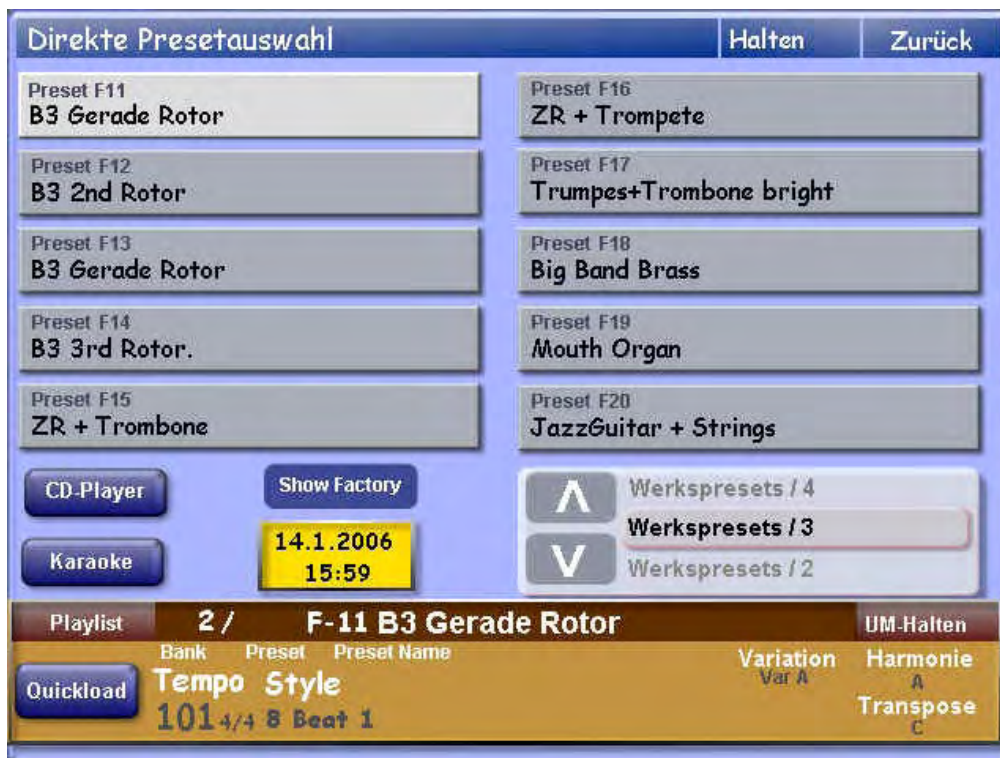 Direkte Presetauswahl Halten Zurück
Preset F11
B3 Gerade Rotor
Preset F12
B3 2nd Rotor
Preset F13
B3 Gerade Rotor
Preset F14
B3 3rd Rotor.
Preset F15
ZR + Trombone
Preset F16
ZR + Trompete
Preset F17
Trumpes+Trombone bright
Preset F18
Big Band Brass
Preset F19
Mouth Organ
Preset F20
JazzGuitar + Strings
CD-Player
Show Factory
Karaoke
14.1.2006
15:59
Werkspresets / 4
Werkspresets / 3
Werkspresets / 2
Playlist 2 / F-11 B3 Gerade Rotor UM-Halten
Bank Preset Preset Name
Quickload
Tempo Style
101 4/4 8 Beat 1
Variation
Var A
Harmonie
A
Transpose
C